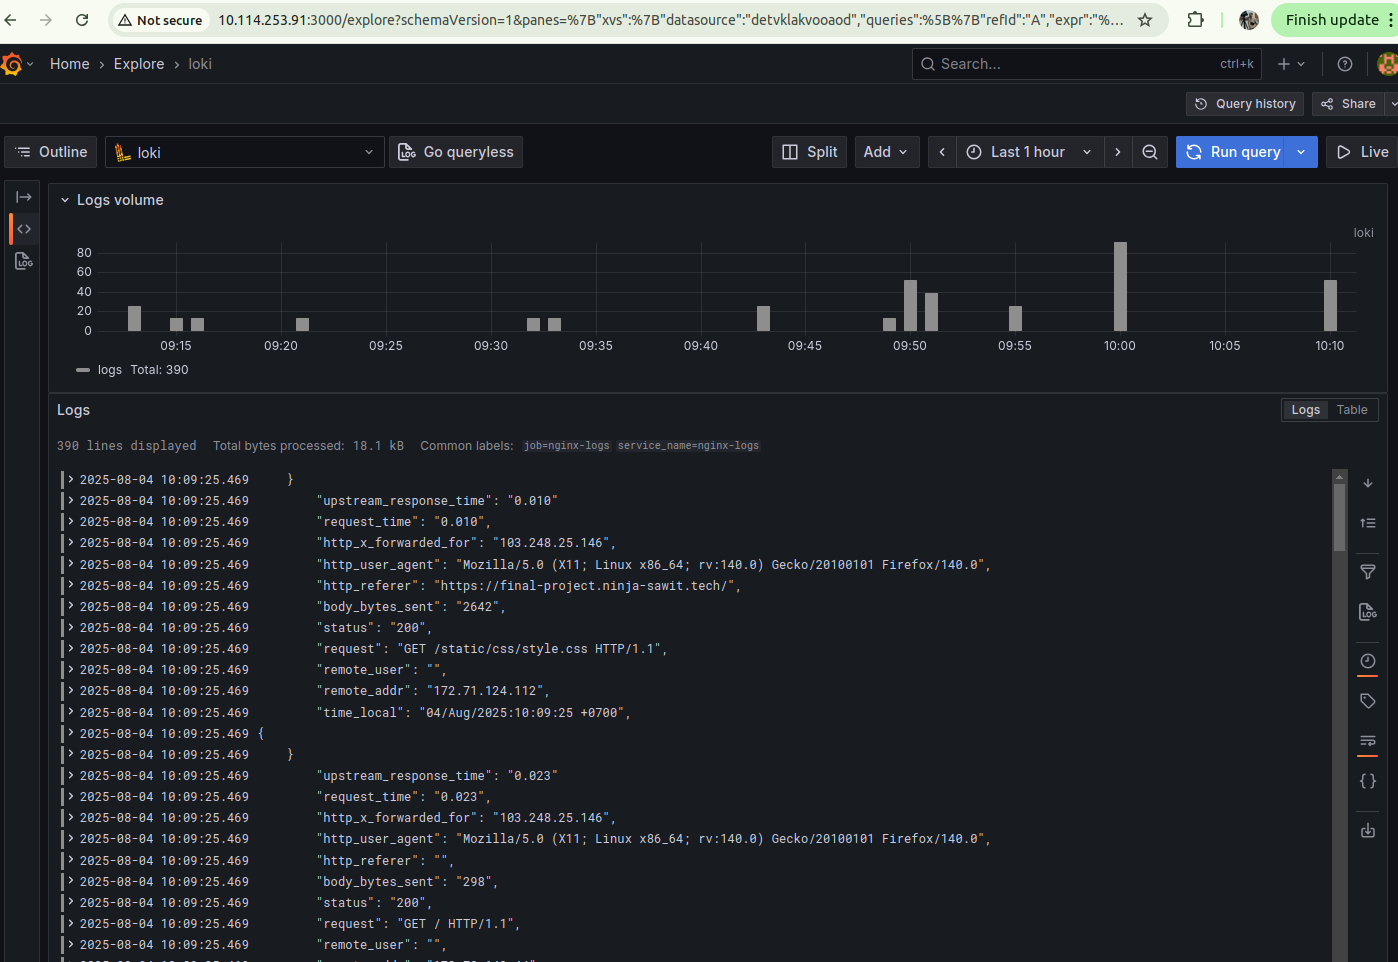 Not secure 10.114.253.91:3000/explore?schemaVersion=1&panes=%7B"xvs":%7B"datasource":"detvklakvooaod","queries":%5B%7B"refId":"A","expr":"%... Finish update
Home › Explore › loki Search... ctrl+k
Query history Share
Outline loki Go queryless Split Add Last 1 hour Run query Live
Logs volume
loki
80
60
40
20
0
09:15 09:20 09:25 09:30 09:35 09:40 09:45 09:50 09:55 10:00 10:05 10:10
logs Total: 390
Logs Logs Table
390 lines displayed Total bytes processed: 18.1 kB Common labels: job=nginx-logs service_name=nginx-logs
2025-08-04 10:09:25.469 }
2025-08-04 10:09:25.469 "upstream_response_time": "0.010"
2025-08-04 10:09:25.469 "request_time": "0.010",
2025-08-04 10:09:25.469 "http_x_forwarded_for": "103.248.25.146",
2025-08-04 10:09:25.469 "http_user_agent": "Mozilla/5.0 (X11; Linux x86_64; rv:140.0) Gecko/20100101 Firefox/140.0",
2025-08-04 10:09:25.469 "http_referer": "https://final-project.ninja-sawit.tech/",
2025-08-04 10:09:25.469 "body_bytes_sent": "2642",
2025-08-04 10:09:25.469 "status": "200",
2025-08-04 10:09:25.469 "request": "GET /static/css/style.css HTTP/1.1",
2025-08-04 10:09:25.469 "remote_user": "",
2025-08-04 10:09:25.469 "remote_addr": "172.71.124.112",
2025-08-04 10:09:25.469 "time_local": "04/Aug/2025:10:09:25 +0700",
2025-08-04 10:09:25.469 {
2025-08-04 10:09:25.469 }
2025-08-04 10:09:25.469 "upstream_response_time": "0.023"
2025-08-04 10:09:25.469 "request_time": "0.023",
2025-08-04 10:09:25.469 "http_x_forwarded_for": "103.248.25.146",
2025-08-04 10:09:25.469 "http_user_agent": "Mozilla/5.0 (X11; Linux x86_64; rv:140.0) Gecko/20100101 Firefox/140.0",
2025-08-04 10:09:25.469 "http_referer": "",
2025-08-04 10:09:25.469 "body_bytes_sent": "298",
2025-08-04 10:09:25.469 "status": "200",
2025-08-04 10:09:25.469 "request": "GET / HTTP/1.1",
2025-08-04 10:09:25.469 "remote_user": "",